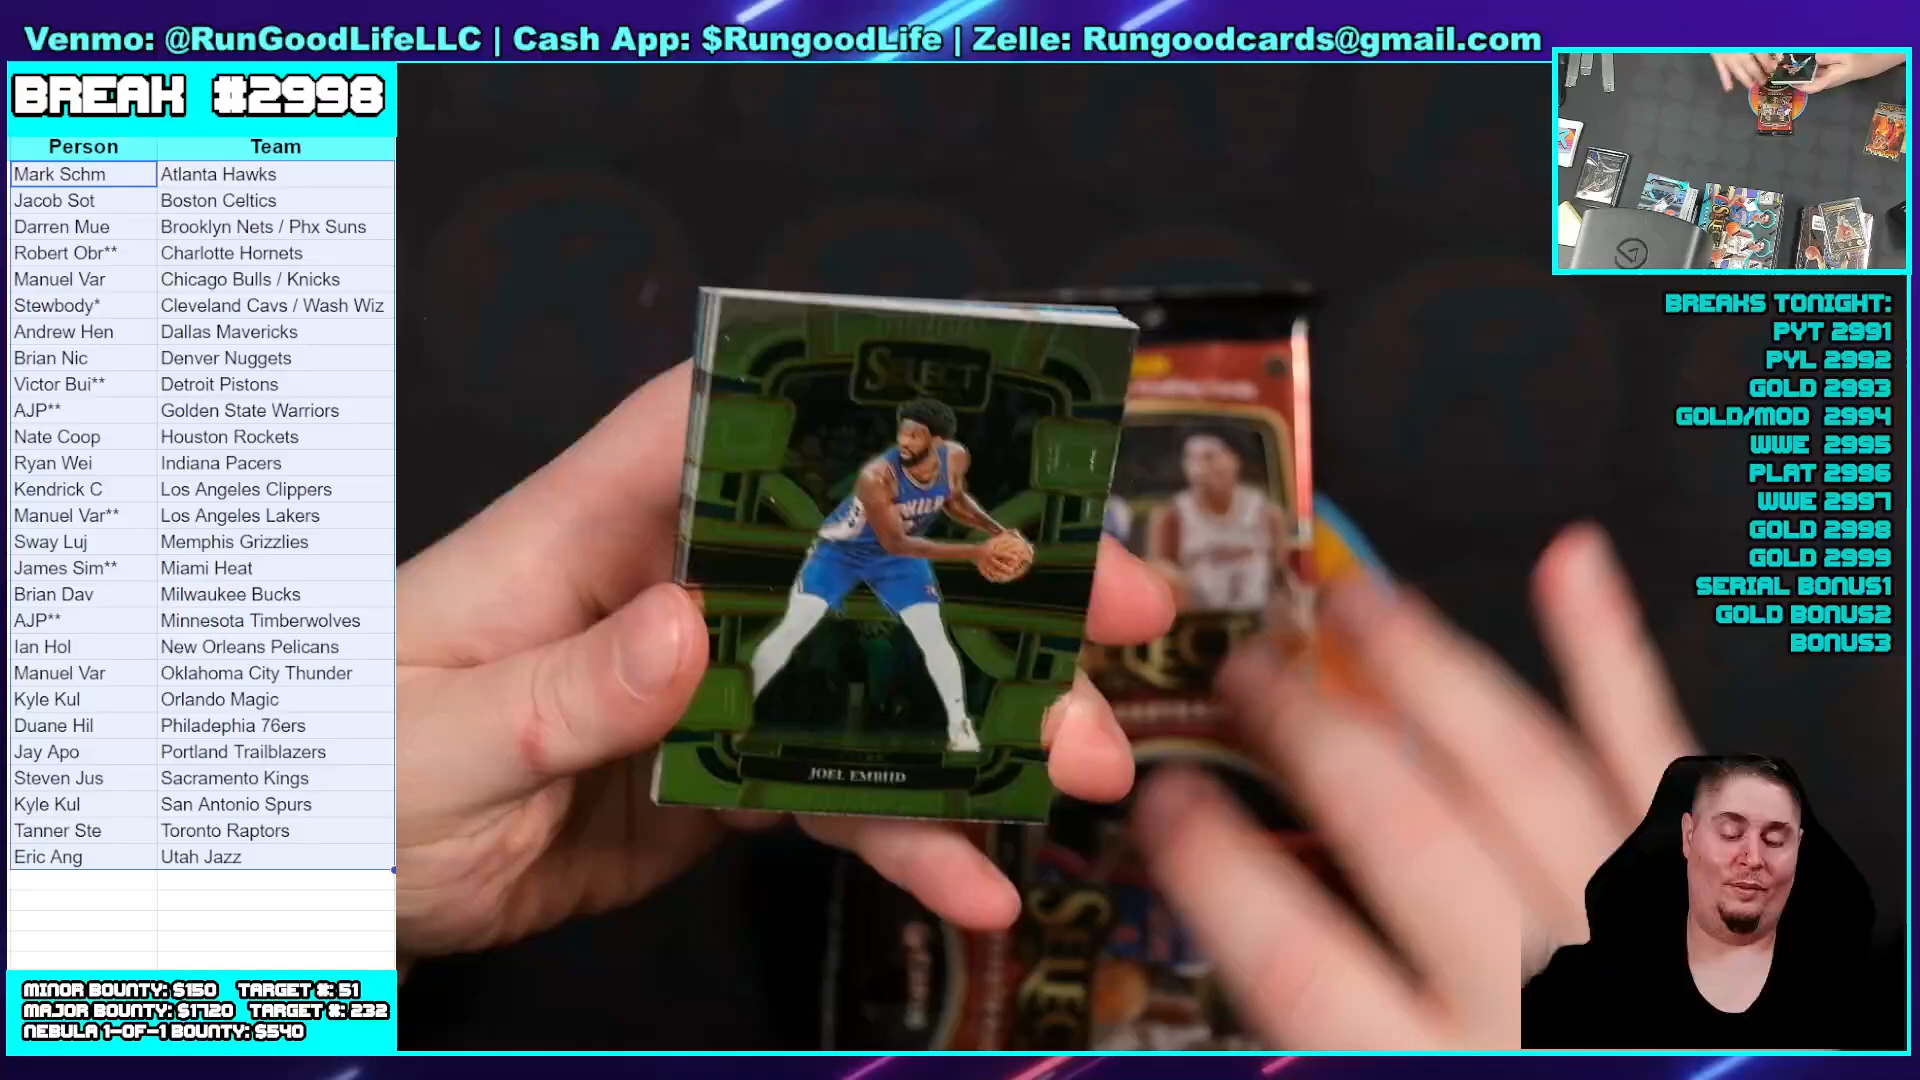 Venmo: @RunGoodLifeLLC | Cash App: $RungoodLife | Zelle: Rungoodcards@gmail.com
BREAK #2998
Person Team
Mark Schm Atlanta Hawks
Jacob Sot Boston Celtics
Darren Mue Brooklyn Nets / Phx Suns
Robert Obr** Charlotte Hornets
Manuel Var Chicago Bulls / Knicks
Stewbody* Cleveland Cavs / Wash Wiz
Andrew Hen Dallas Mavericks
Brian Nic Denver Nuggets
Victor Bui** Detroit Pistons
AJP** Golden State Warriors
Nate Coop Houston Rockets
Ryan Wei Indiana Pacers
Kendrick C Los Angeles Clippers
Manuel Var** Los Angeles Lakers
Sway Luj Memphis Grizzlies
James Sim** Miami Heat
Brian Dav Milwaukee Bucks
AJP** Minnesota Timberwolves
Ian Hol New Orleans Pelicans
Manuel Var Oklahoma City Thunder
Kyle Kul Orlando Magic
Duane Hil Philadephia 76ers
Jay Apo Portland Trailblazers
Steven Jus Sacramento Kings
Kyle Kul San Antonio Spurs
Tanner Ste Toronto Raptors
Eric Ang Utah Jazz
MINOR BOUNTY: $150 TARGET #: 51
MAJOR BOUNTY: $1720 TARGET #: 232
NEBULA 1-OF-1 BOUNTY: $540
SELECT
JOEL EMBIID
SELECT
BREAKS TONIGHT:
PYT 2991
PYL 2992
GOLD 2993
GOLD/MOD 2994
WWE 2995
PLAT 2996
WWE 2997
GOLD 2998
GOLD 2999
SERIAL BONUS1
GOLD BONUS2
BONUS3